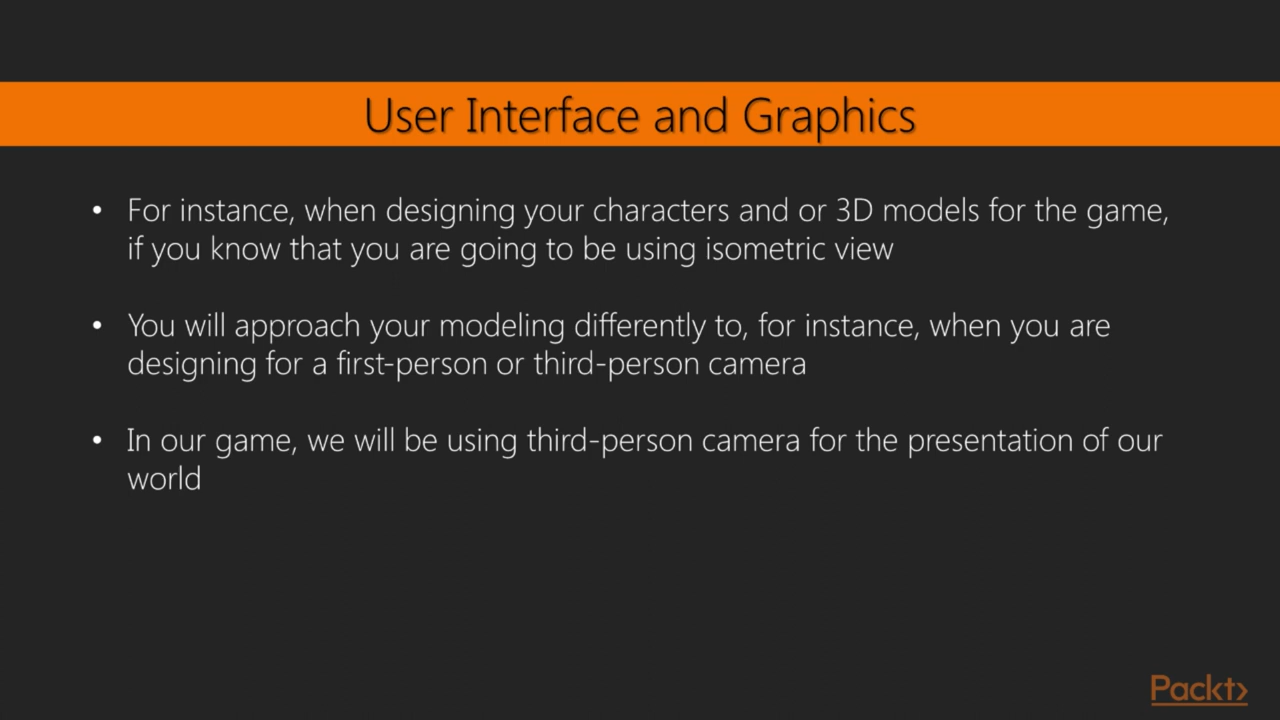 User Interface and Graphics
• For instance, when designing your characters and or 3D models for the game,
if you know that you are going to be using isometric view
• You will approach your modeling differently to, for instance, when you are
designing for a first-person or third-person camera
• In our game, we will be using third-person camera for the presentation of our
world
Packt>